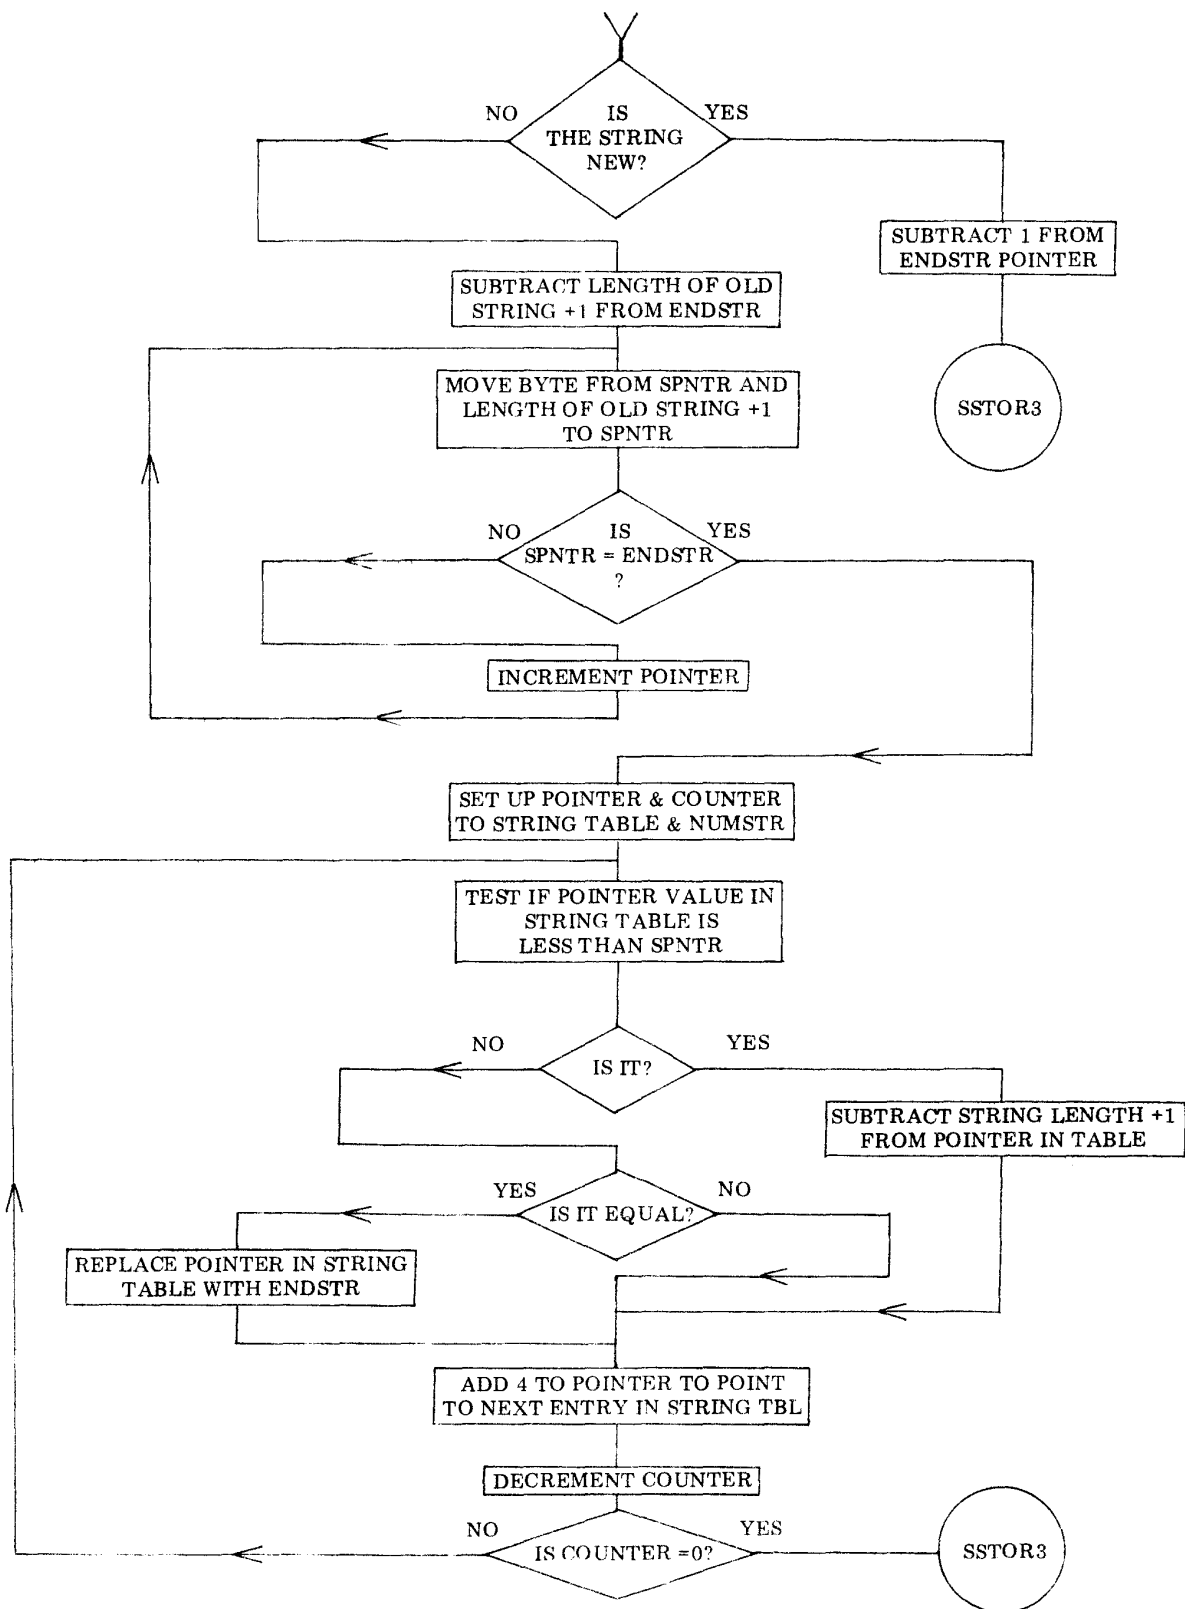 NO
IS
YES
THE STRING
NEW?
SUBTRACT 1 FROM
ENDSTR POINTER
SUBTRACT LENGTH OF OLD
STRING +1 FROM ENDSTR
MOVE BYTE FROM SPNTR AND
LENGTH OF OLD STRING +1
TO SPNTR
SSTOR3
NO
IS
YES
SPNTR = ENDSTR
?
INCREMENT POINTER
SET UP POINTER & COUNTER
TO STRING TABLE & NUMSTR
TEST IF POINTER VALUE IN
STRING TABLE IS
LESS THAN SPNTR
NO
YES
IS IT?
SUBTRACT STRING LENGTH +1
FROM POINTER IN TABLE
YES
NO
IS IT EQUAL?
REPLACE POINTER IN STRING
TABLE WITH ENDSTR
ADD 4 TO POINTER TO POINT
TO NEXT ENTRY IN STRING TBL
DECREMENT COUNTER
NO
YES
IS COUNTER =0?
SSTOR3